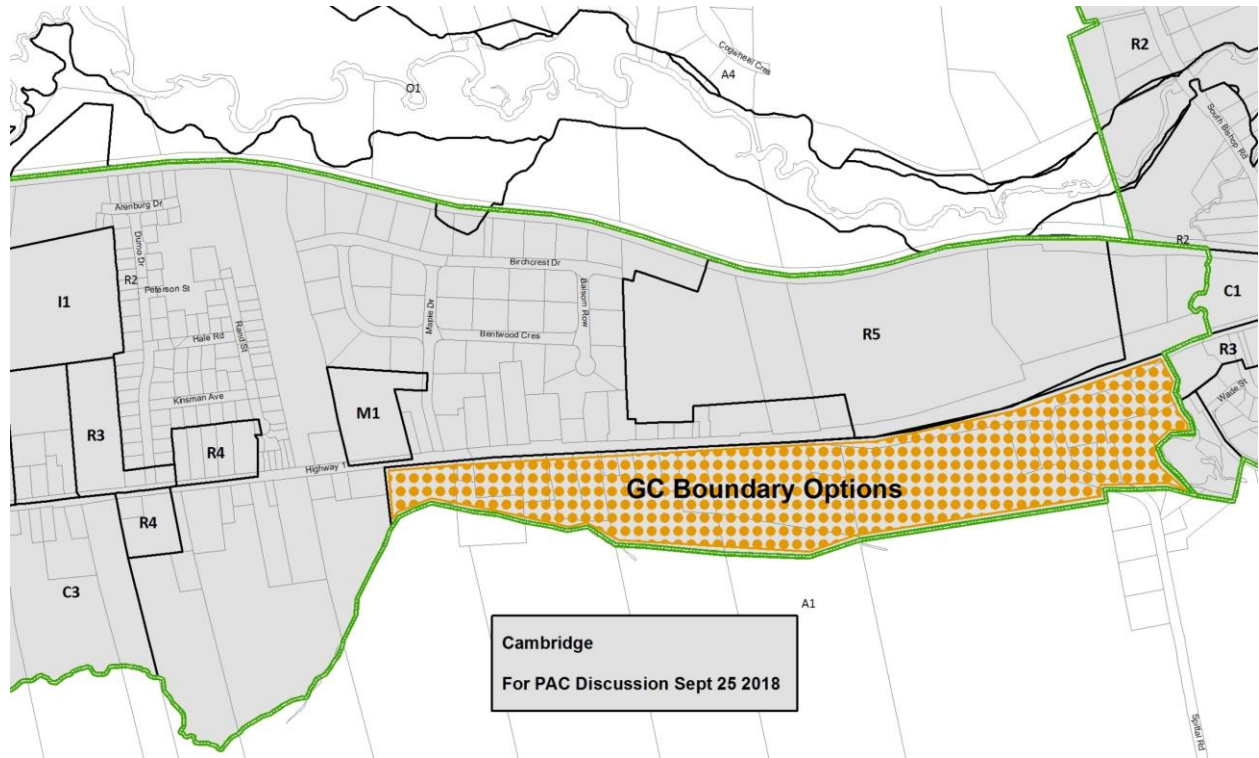 R2
Cogwheel Cres
A4
O1
South Bishop Rd
Arenburg Dr
Durno Dr
R2
Birchcrest Dr
R2
I1
Peterson St
Balsom Row
C1
Maple Dr
Rand St
Hale Rd
Bentwood Cres
R5
R3
Wade St
Kinsman Ave
M1
R3
R4
Highway 1
GC Boundary Options
R4
C3
A1
Cambridge
For PAC Discussion Sept 25 2018
Spittal Rd